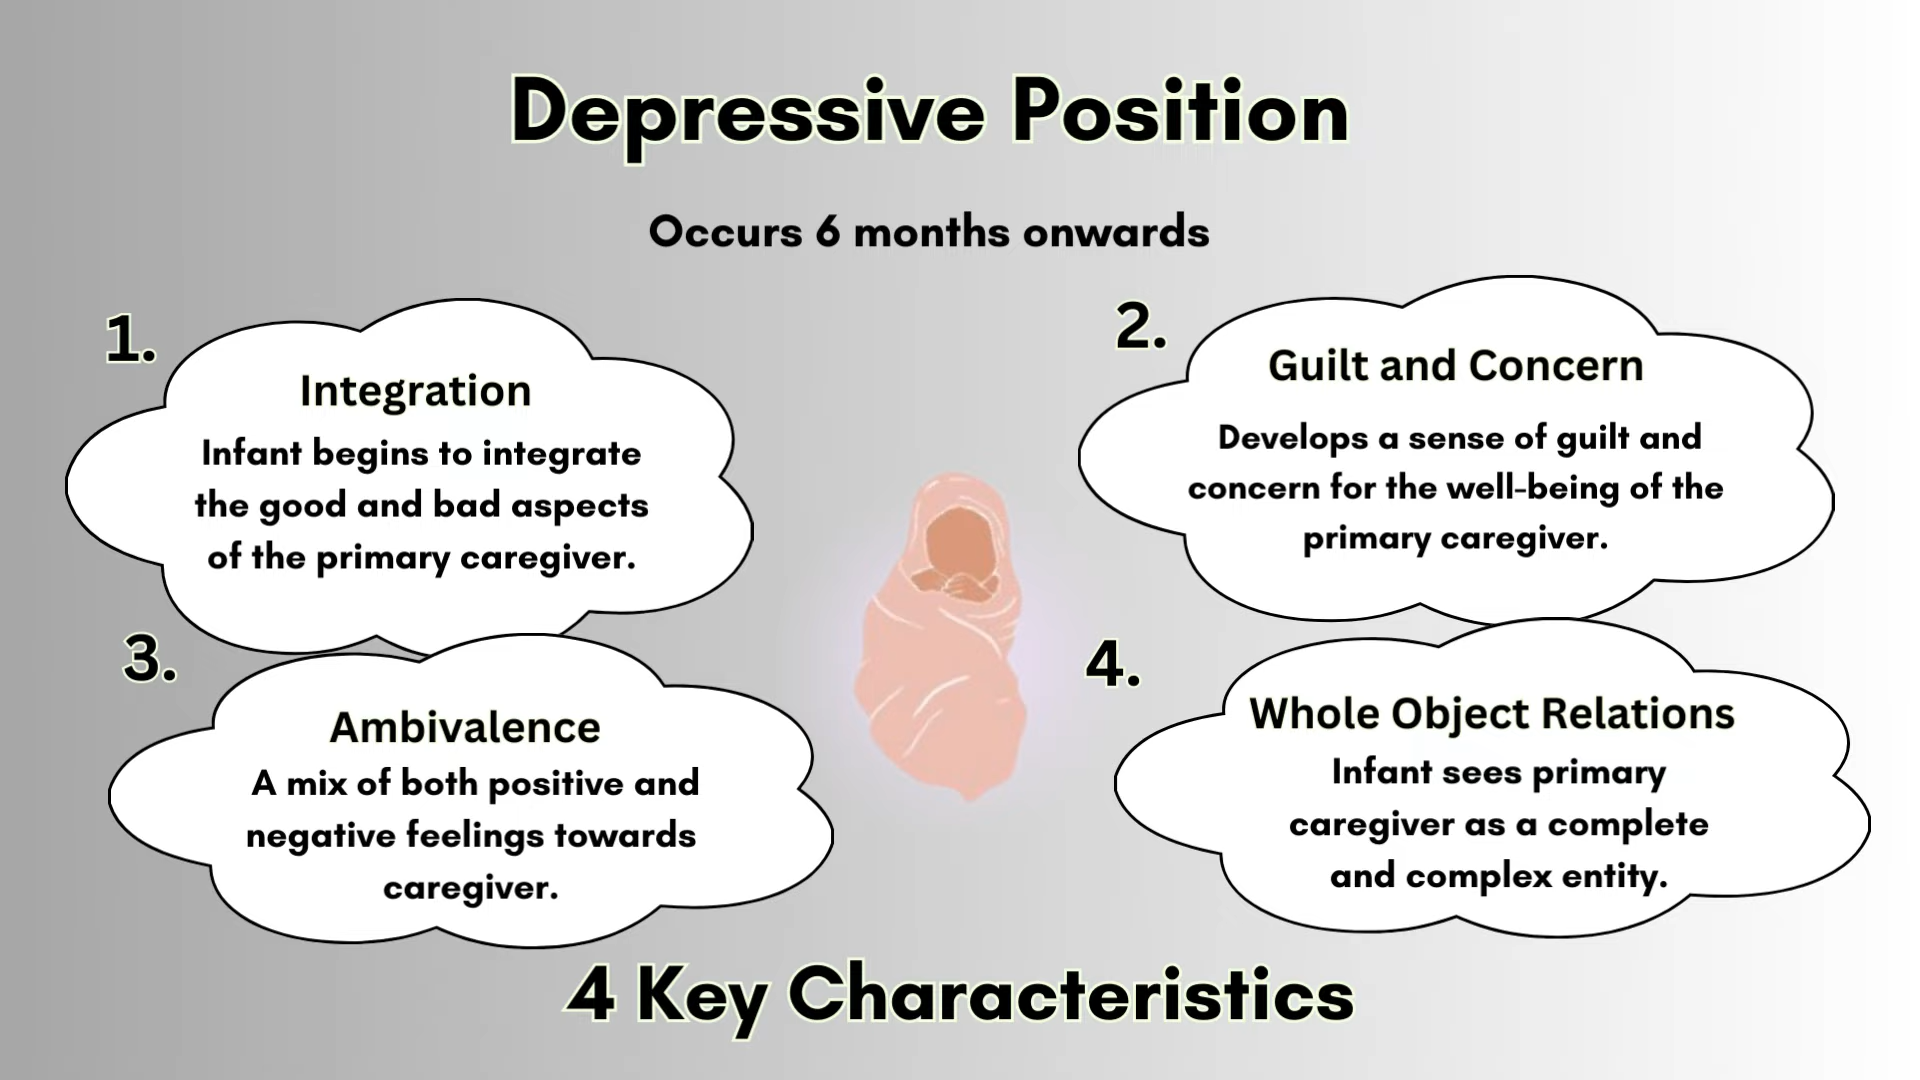 Depressive Position
Occurs 6 months onwards
1.
Integration
Infant begins to integrate
the good and bad aspects
of the primary caregiver.
2.
Guilt and Concern
Develops a sense of guilt and
concern for the well-being of the
primary caregiver.
3.
Ambivalence
A mix of both positive and
negative feelings towards
caregiver.
4.
Whole Object Relations
Infant sees primary
caregiver as a complete
and complex entity.
4 Key Characteristics